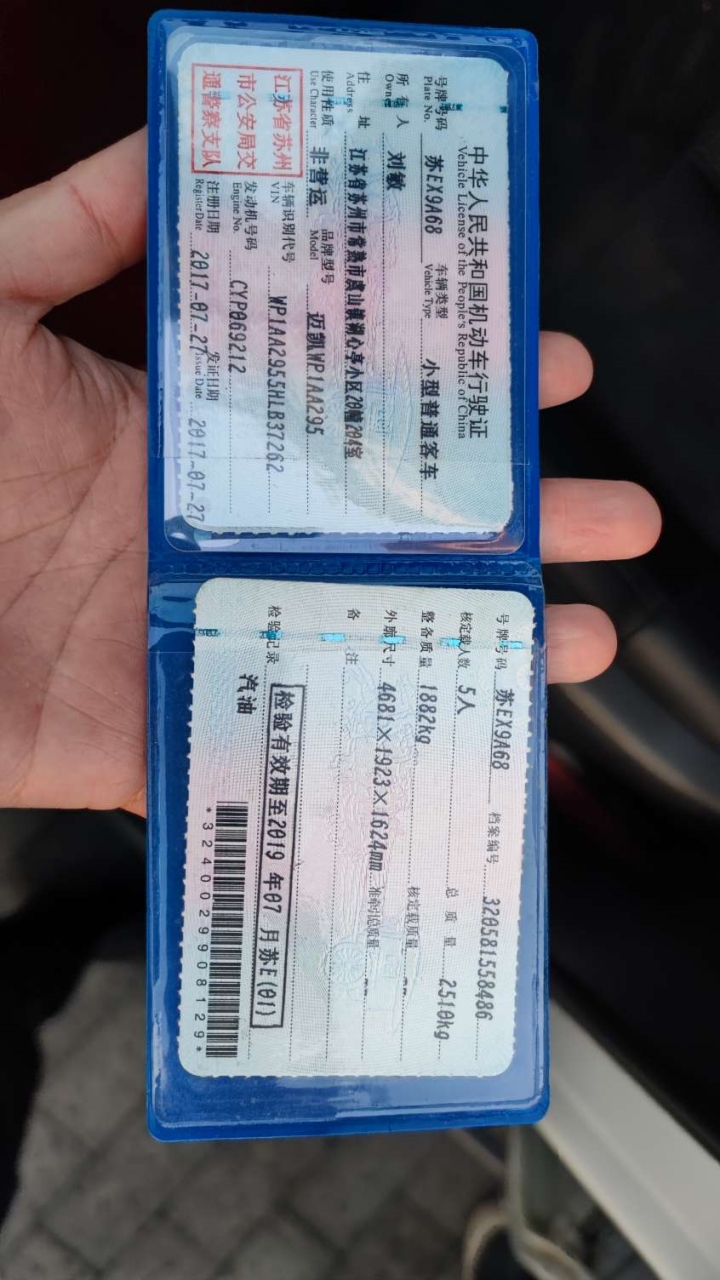 中华人民共和国机动车行驶证
Vehicle License of the People's Republic of China
号牌号码 苏EX9A68 车辆类型 小型普通客车
Plate No. Vehicle Type
所有人 刘敏
Owner
住址 江苏省苏州市常熟市虞山镇湖心亭小区20幢204室
Address
使用性质 非营运 品牌型号 迈凯WP1AA295
Use Character Model
江苏省苏州
市公安局交
通警察支队
车辆识别代号 WP1AA2955HLB37262
VIN
发动机号码 CYP069212
Engine No.
注册日期 2017-07-27 发证日期 2017-07-27
Register Date Issue Date
号牌号码 苏EX9A68 档案编号 320581558486
核定载人数 5人 总质量 2510kg
整备质量 1882kg 核定载质量 --
外廓尺寸 4681×1923×1624mm 准牵引总质量 --
备注
检验记录 检验有效期至2019年07月苏E(01)
汽油
*3240029908129*